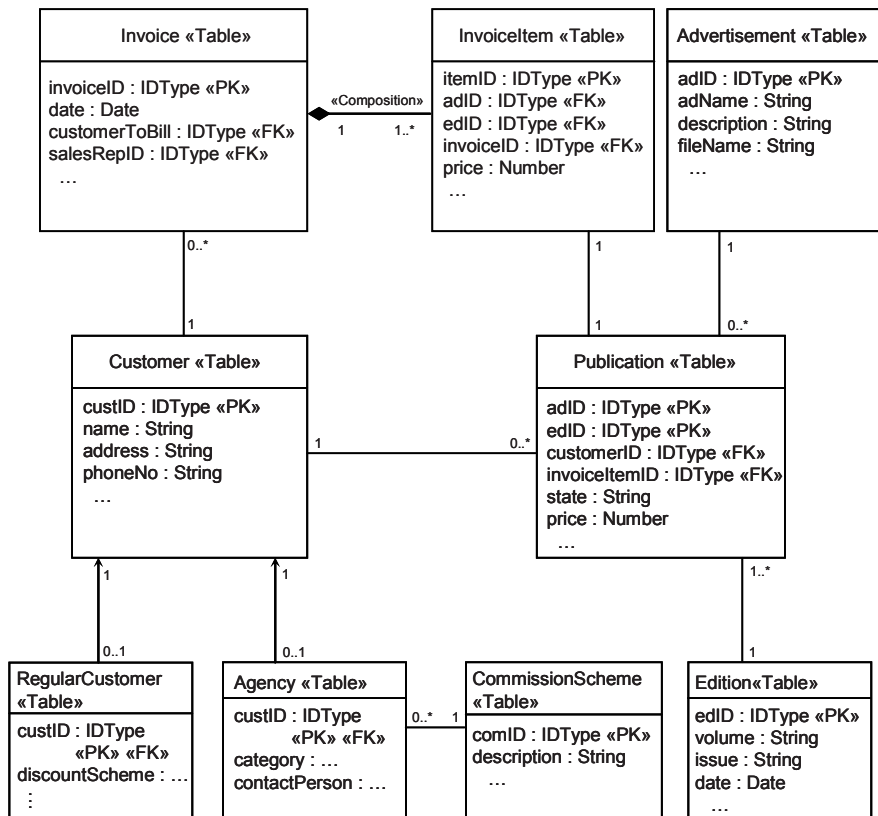 Invoice «Table»
invoiceID : IDType «PK»
date : Date
customerToBill : IDType «FK»
salesRepID : IDType «FK»
…
«Composition»
1
1..*
InvoiceItem «Table»
itemID : IDType «PK»
adID : IDType «FK»
edID : IDType «FK»
invoiceID : IDType «FK»
price : Number
…
Advertisement «Table»
adID : IDType «PK»
adName : String
description : String
fileName : String
…
0..*
1
1
1
1
0..*
Customer «Table»
custID : IDType «PK»
name : String
address : String
phoneNo : String
…
1
0..*
Publication «Table»
adID : IDType «PK»
edID : IDType «PK»
customerID : IDType «FK»
invoiceItemID : IDType «FK»
state : String
price : Number
…
1
0..1
1
0..1
1..*
1
RegularCustomer
«Table»
custID : IDType
«PK» «FK»
discountScheme : …
⋮
Agency «Table»
custID : IDType
«PK» «FK»
category : …
contactPerson : …
0..*
1
CommissionScheme
«Table»
comID : IDType «PK»
description : String
…
Edition«Table»
edID : IDType «PK»
volume : String
issue : String
date : Date
…